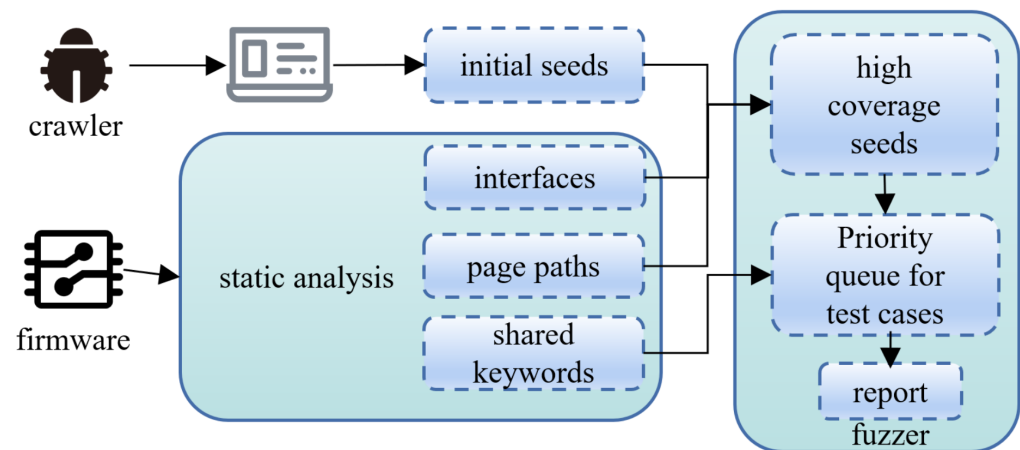 crawler
initial seeds
firmware
static analysis
interfaces
page paths
shared
keywords
high
coverage
seeds
Priority
queue for
test cases
report
fuzzer